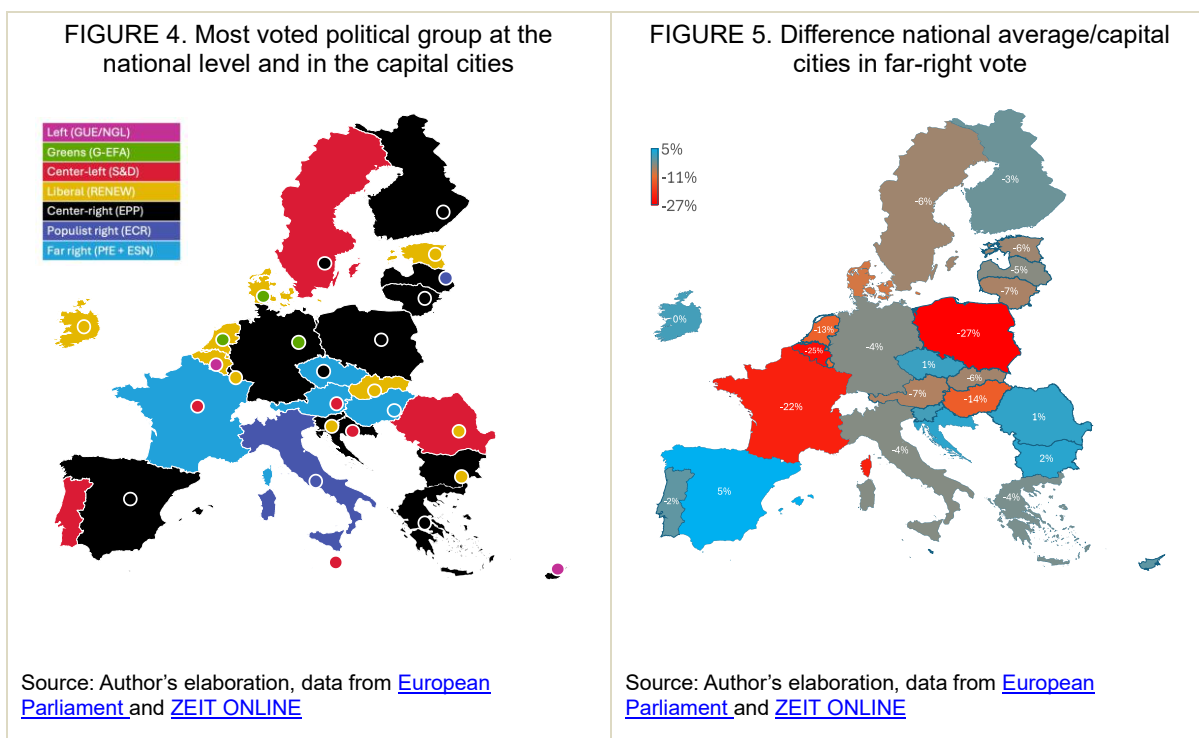 FIGURE 4. Most voted political group at the
national level and in the capital cities
Left (GUE/NGL)
Greens (G-EFA)
Center-left (S&D)
Liberal (RENEW)
Center-right (EPP)
Populist right (ECR)
Far right (PfE + ESN)
Source: Author's elaboration, data from European
Parliament and ZEIT ONLINE
FIGURE 5. Difference national average/capital
cities in far-right vote
5%
-11%
-27%
-3%
-6%
-6%
-5%
-7%
0%
-13%
-27%
-25%
-4%
1%
-6%
-7%
-14%
-22%
1%
-4%
2%
5%
-2%
-4%
Source: Author's elaboration, data from European
Parliament and ZEIT ONLINE